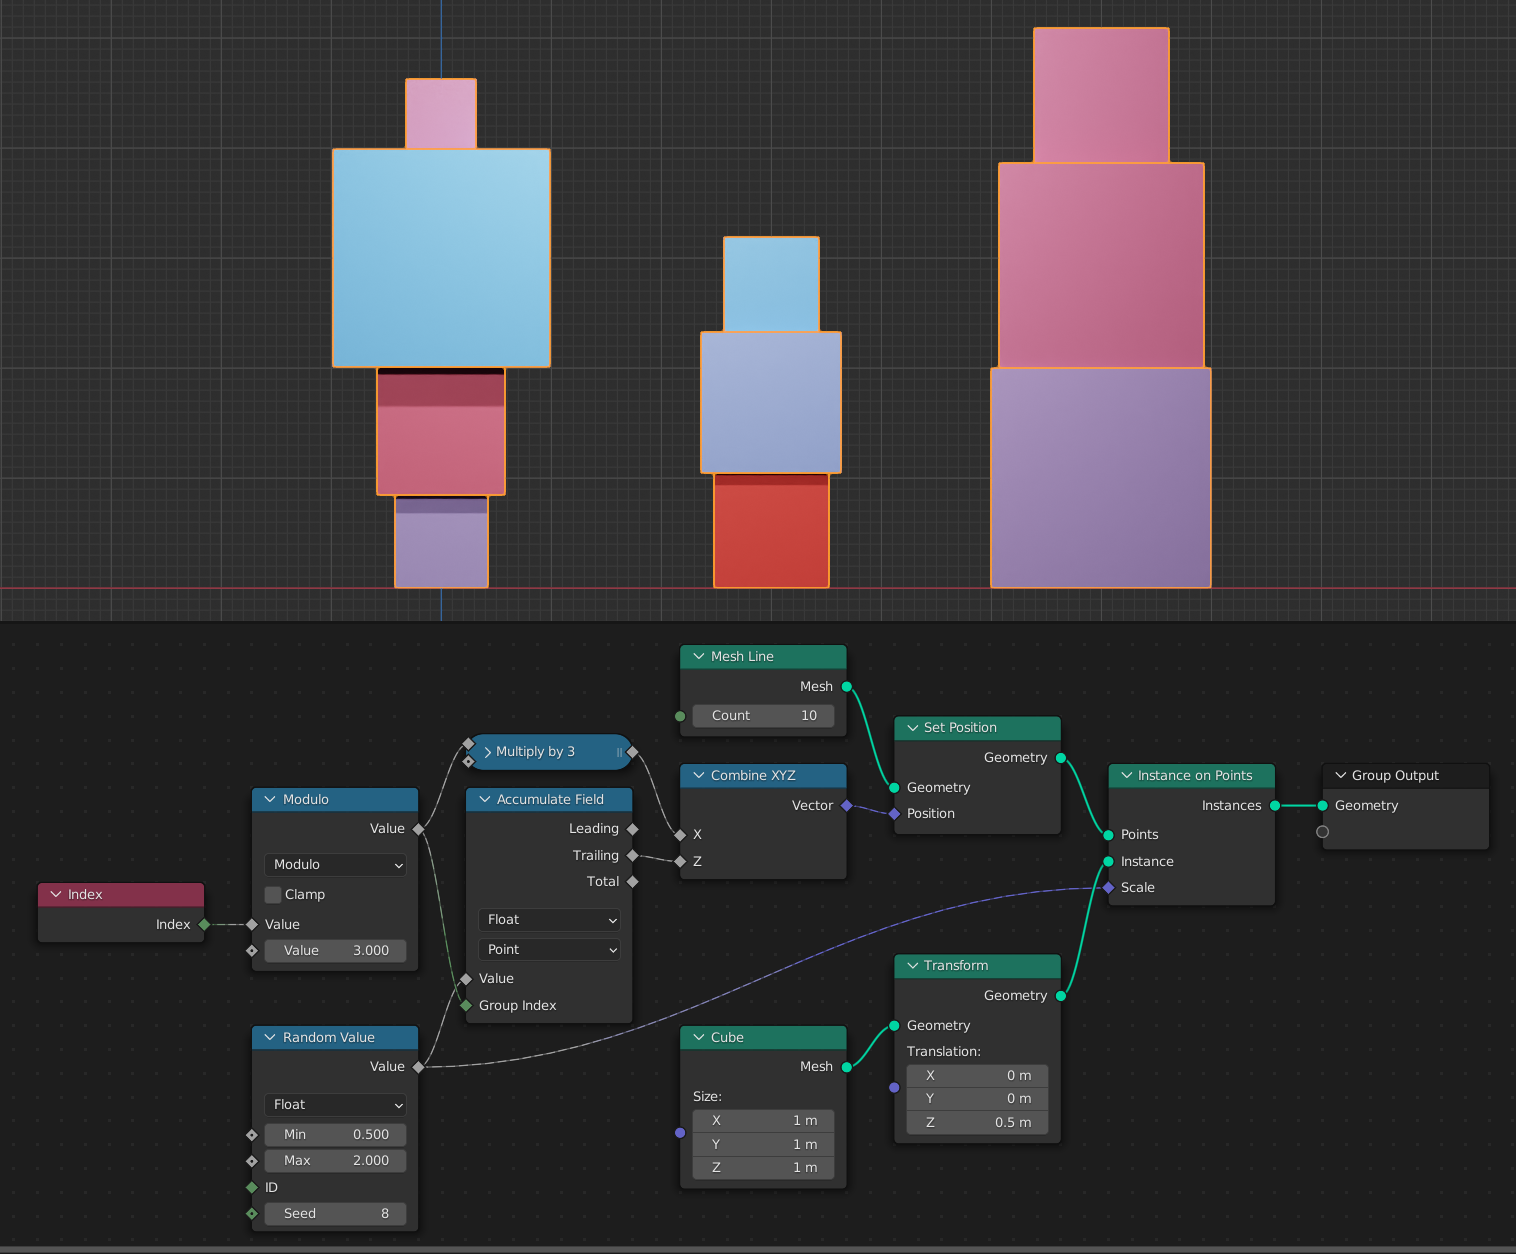 Mesh Line
Mesh
Count 10
Set Position
Geometry
Geometry
Position
Multiply by 3
Combine XYZ
Vector
X
Z
Instance on Points
Instances
Points
Instance
Scale
Group Output
Geometry
Modulo
Value
Modulo
Clamp
Value
Value 3.000
Accumulate Field
Leading
Trailing
Total
Float
Point
Value
Group Index
Index
Index
Transform
Geometry
Geometry
Translation:
X 0 m
Y 0 m
Z 0.5 m
Random Value
Value
Float
Min 0.500
Max 2.000
ID
Seed 8
Cube
Mesh
Size:
X 1 m
Y 1 m
Z 1 m